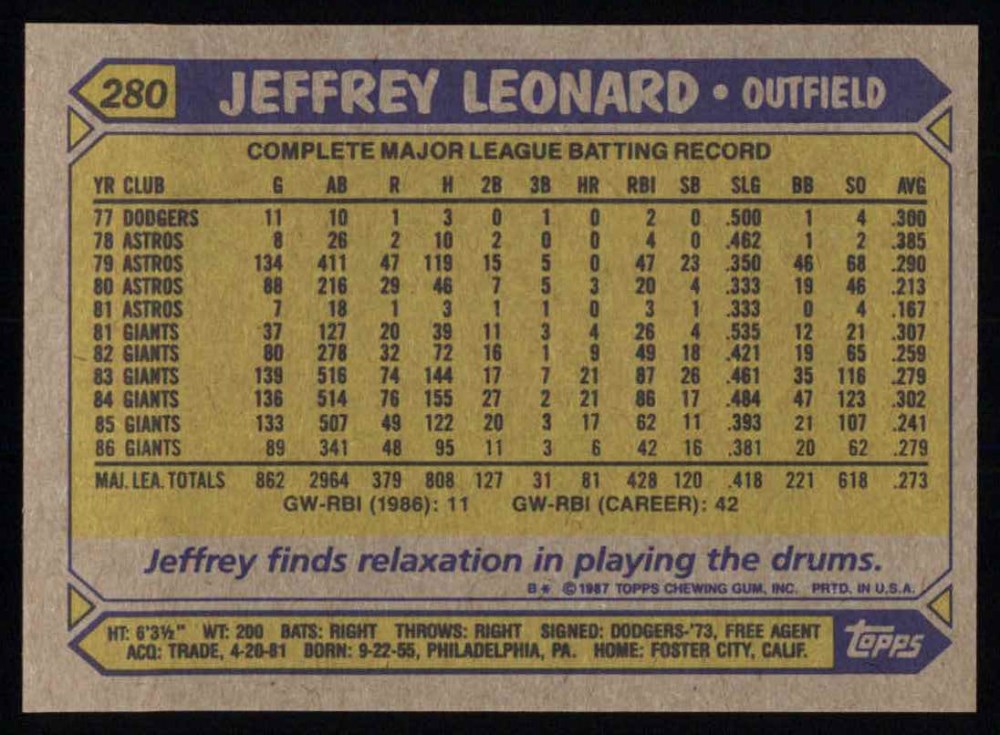 280 JEFFREY LEONARD • OUTFIELD
COMPLETE MAJOR LEAGUE BATTING RECORD
YR CLUB G AB R H 2B 3B HR RBI SB SLG BB SO AVG
77 DODGERS 11 10 1 3 0 1 0 2 0 .500 1 4 .300
78 ASTROS 8 26 2 10 2 0 0 4 0 .462 1 2 .385
79 ASTROS 134 411 47 119 15 5 0 47 23 .350 46 68 .290
80 ASTROS 88 216 29 46 7 5 3 20 4 .333 19 46 .213
81 ASTROS 7 18 1 3 1 1 0 3 1 .333 0 4 .167
81 GIANTS 37 127 20 39 11 3 4 26 4 .535 12 21 .307
82 GIANTS 80 278 32 72 16 1 9 49 18 .421 19 65 .259
83 GIANTS 139 516 74 144 17 7 21 87 26 .461 35 116 .279
84 GIANTS 136 514 76 155 27 2 21 86 17 .484 47 123 .302
85 GIANTS 133 507 49 122 20 3 17 62 11 .393 21 107 .241
86 GIANTS 89 341 48 95 11 3 6 42 16 .381 20 62 .279
MAJ. LEA. TOTALS 862 2964 379 808 127 31 81 428 120 .418 221 618 .273
GW-RBI (1986): 11 GW-RBI (CAREER): 42
Jeffrey finds relaxation in playing the drums.
B* ©1987 TOPPS CHEWING GUM, INC. PRTD. IN U.S.A.
HT: 6'3½" WT: 200 BATS: RIGHT THROWS: RIGHT SIGNED: DODGERS-'73, FREE AGENT
ACQ: TRADE, 4-20-81 BORN: 9-22-55, PHILADELPHIA, PA. HOME: FOSTER CITY, CALIF.
TOPPS